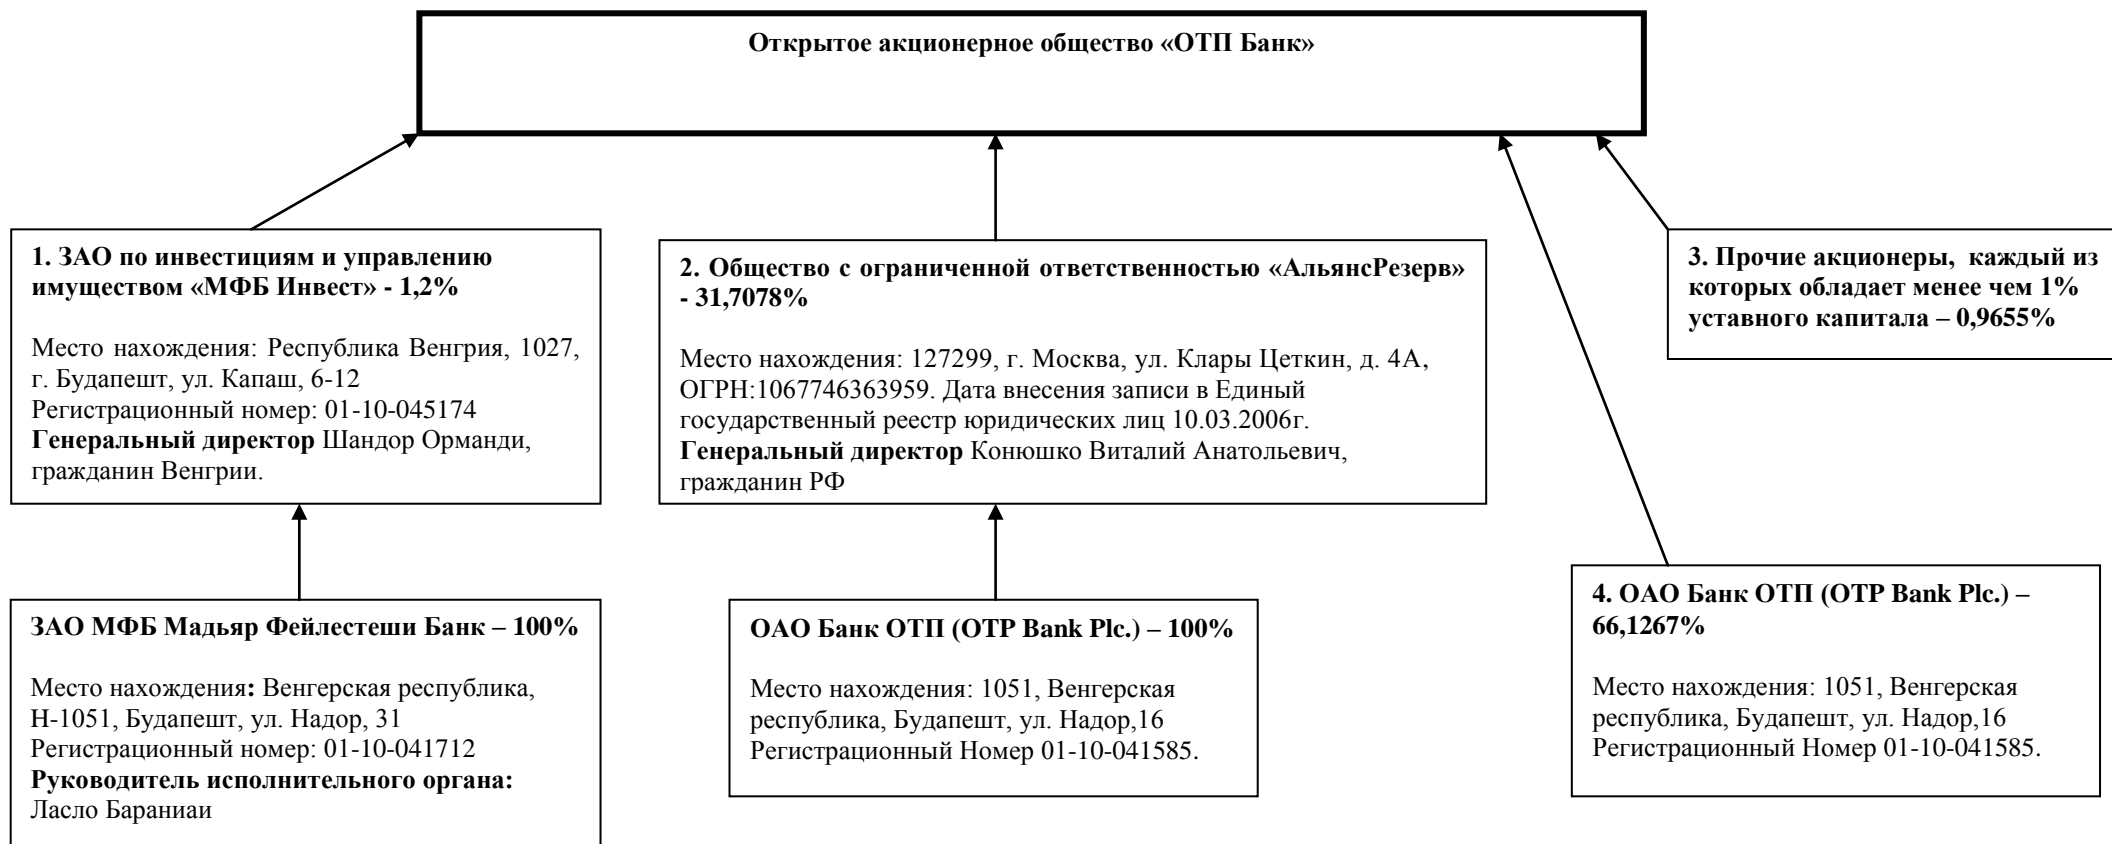 Открытое акционерное общество «ОТП Банк»
1. ЗАО по инвестициям и управлению
имуществом «МФБ Инвест» - 1,2%
Место нахождения: Республика Венгрия, 1027,
г. Будапешт, ул. Капаш, 6-12
Регистрационный номер: 01-10-045174
Генеральный директор Шандор Орманди,
гражданин Венгрии.
2. Общество с ограниченной ответственностью «АльянсРезерв»
- 31,7078%
Место нахождения: 127299, г. Москва, ул. Клары Цеткин, д. 4А,
ОГРН:1067746363959. Дата внесения записи в Единый
государственный реестр юридических лиц 10.03.2006г.
Генеральный директор Конюшко Виталий Анатольевич,
гражданин РФ
3. Прочие акционеры, каждый из
которых обладает менее чем 1%
уставного капитала – 0,9655%
ЗАО МФБ Мадьяр Фейлестеши Банк – 100%
Место нахождения: Венгерская республика,
Н-1051, Будапешт, ул. Надор, 31
Регистрационный номер: 01-10-041712
Руководитель исполнительного органа:
Ласло Бараниаи
ОАО Банк ОТП (OTP Bank Plc.) – 100%
Место нахождения: 1051, Венгерская
республика, Будапешт, ул. Надор,16
Регистрационный Номер 01-10-041585.
4. ОАО Банк ОТП (OTP Bank Plc.) –
66,1267%
Место нахождения: 1051, Венгерская
республика, Будапешт, ул. Надор,16
Регистрационный Номер 01-10-041585.